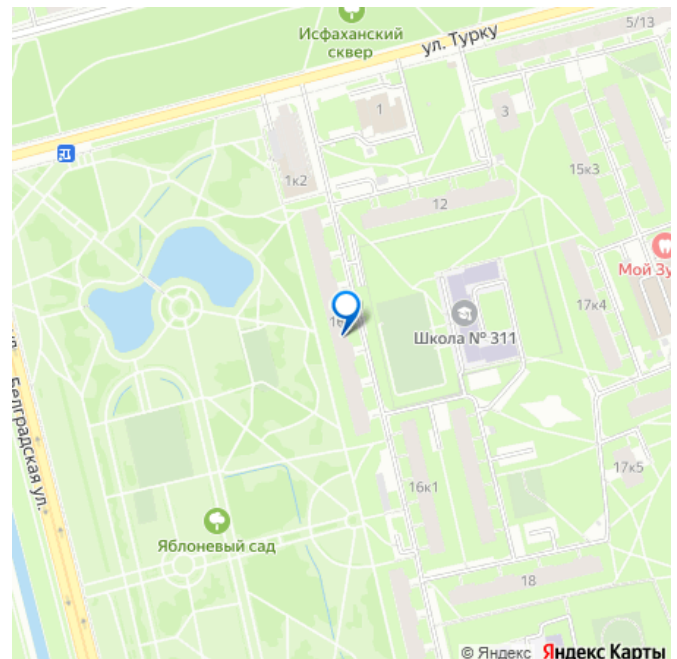 Исфаханский
сквер
ул. Турку
5/13
1
3
1к2
15к3
12
Мой Зу
17к4
Школа № 311
Белградская ул.
16к1
17к5
Яблоневый сад
18
© Яндекс Яндекс Карты